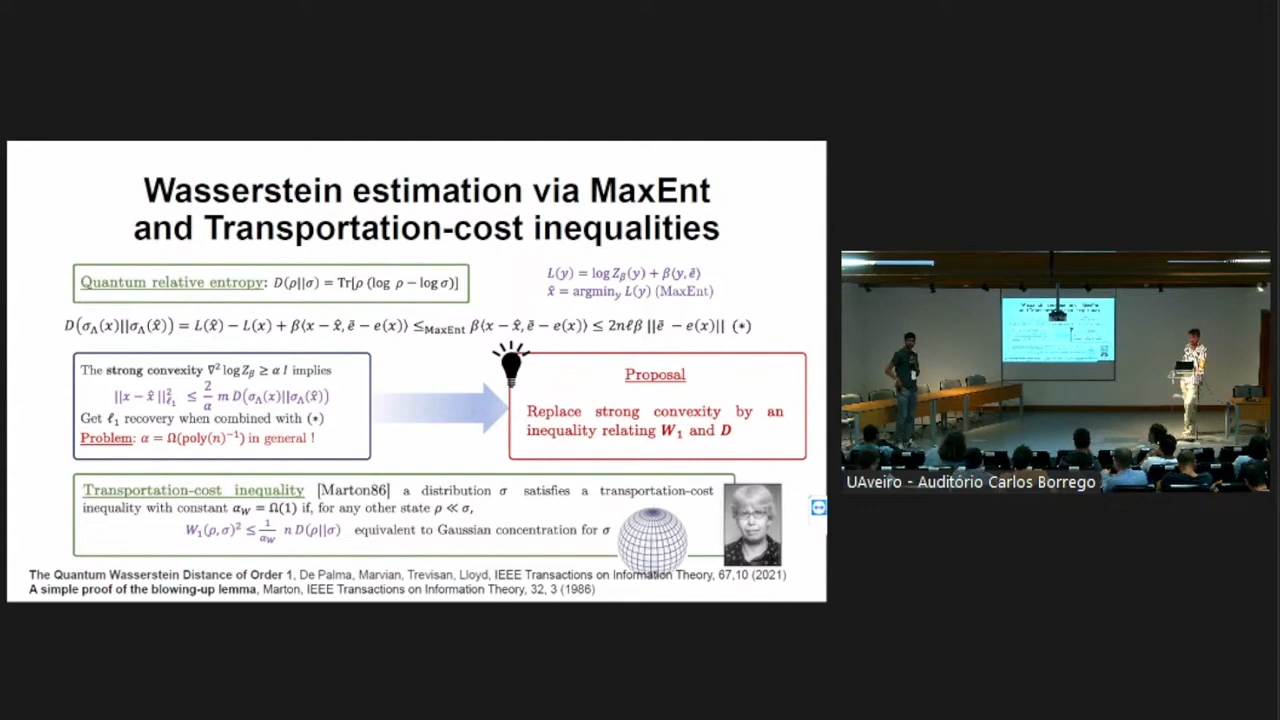 Wasserstein estimation via MaxEnt
and Transportation-cost inequalities
Quantum relative entropy: D(ρ||σ) = Tr[ρ (log ρ − log σ)]
L(y) = log Z_β(y) + β⟨y, ẽ⟩
x̂ = argmin_y L(y) (MaxEnt)
D(σ_Λ(x)||σ_Λ(x̂)) = L(x̂) − L(x) + β⟨x − x̂, ẽ − e(x)⟩ ≤_MaxEnt β⟨x − x̂, ẽ − e(x)⟩ ≤ 2nℓβ ||ẽ − e(x)|| (∗)
The strong convexity ∇² log Z_β ≥ α I implies
||x − x̂ ||²_ℓ₁ ≤ 2/α m D(σ_Λ(x)||σ_Λ(x̂))
Get ℓ₁ recovery when combined with (∗)
Problem: α = Ω(poly(n)⁻¹) in general !
Proposal
Replace strong convexity by an
inequality relating W₁ and D
Transportation-cost inequality [Marton86] a distribution σ satisfies a transportation-cost
inequality with constant α_W = Ω(1) if, for any other state ρ ≪ σ,
W₁(ρ, σ)² ≤ 1/α_W n D(ρ||σ) equivalent to Gaussian concentration for σ
The Quantum Wasserstein Distance of Order 1, De Palma, Marvian, Trevisan, Lloyd, IEEE Transactions on Information Theory, 67,10 (2021)
A simple proof of the blowing-up lemma, Marton, IEEE Transactions on Information Theory, 32, 3 (1986)
UAveiro - Auditório Carlos Borrego